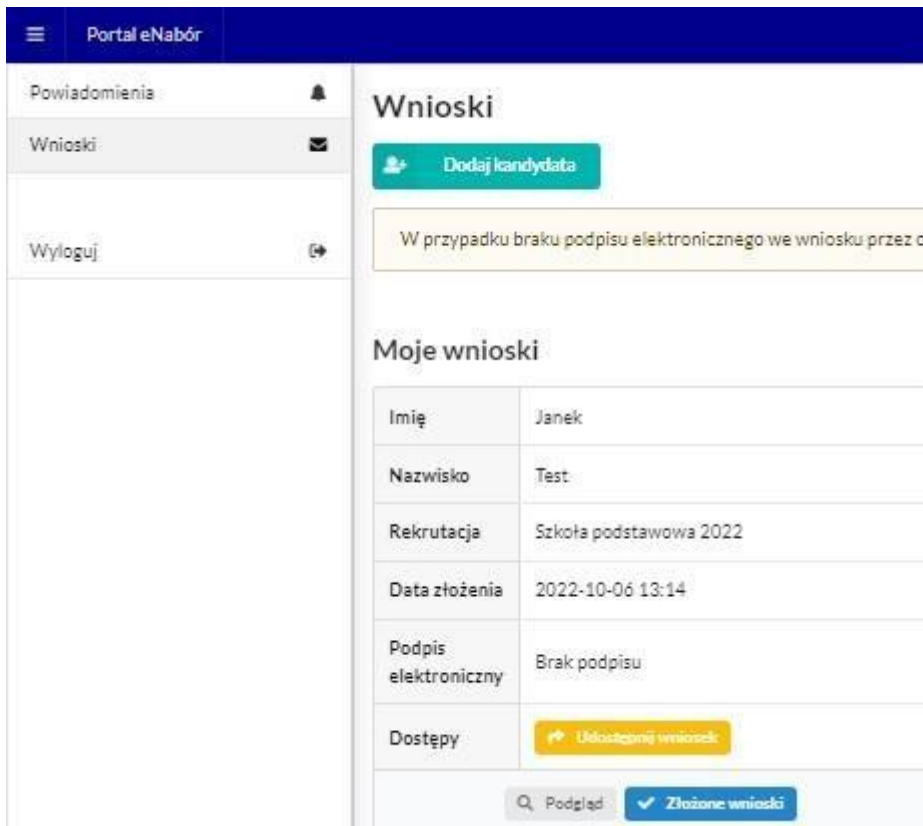 Portal eNabór
Powiadomienia
Wnioski
Wyloguj
Wnioski
Dodaj kandydata
W przypadku braku podpisu elektronicznego we wniosku przez
Moje wnioski
Imię Janek
Nazwisko Test
Rekrutacja Szkoła podstawowa 2022
Data złożenia 2022-10-06 13:14
Podpis
elektroniczny Brak podpisu
Dostępy Udostępnij wniosek
Podgląd Złożone wnioski